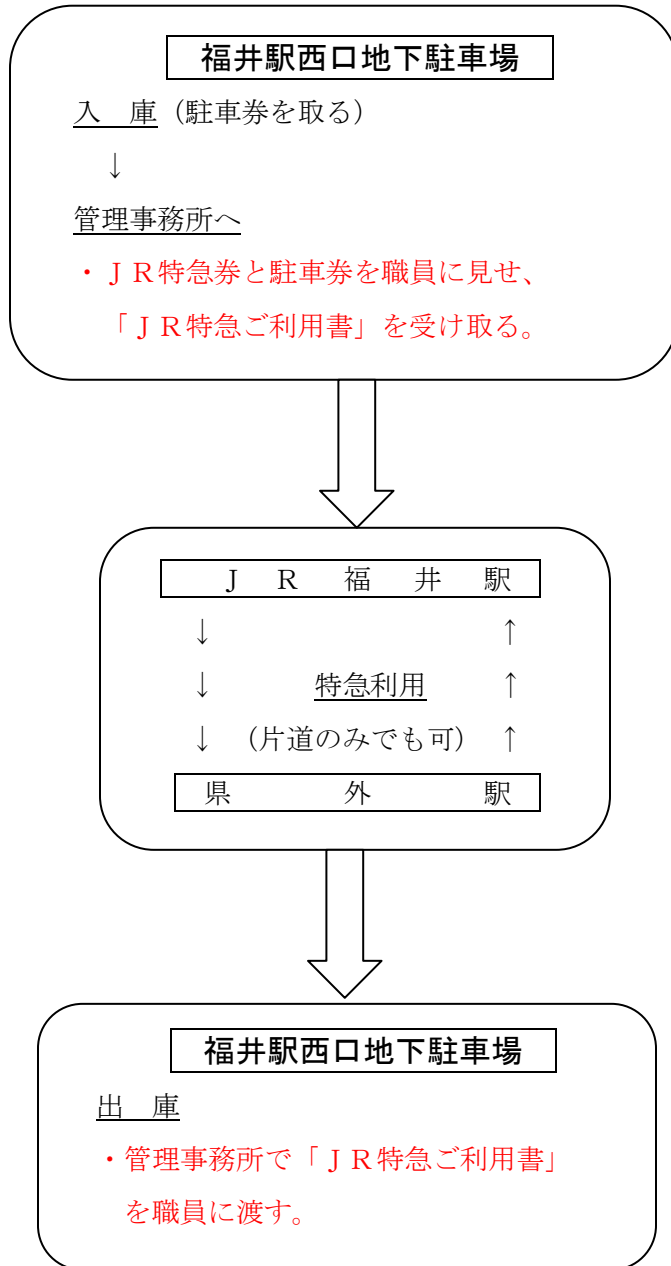 福井駅西口地下駐車場
入　庫（駐車券を取る）
↓
管理事務所へ
・ＪＲ特急券と駐車券を職員に見せ、
「ＪＲ特急ご利用書」を受け取る。
Ｊ　Ｒ　福　井　駅
↓　　　　　　　↑
↓　特急利用　↑
↓（片道のみでも可）↑
県　外　駅
福井駅西口地下駐車場
出　庫
・管理事務所で「ＪＲ特急ご利用書」
を職員に渡す。